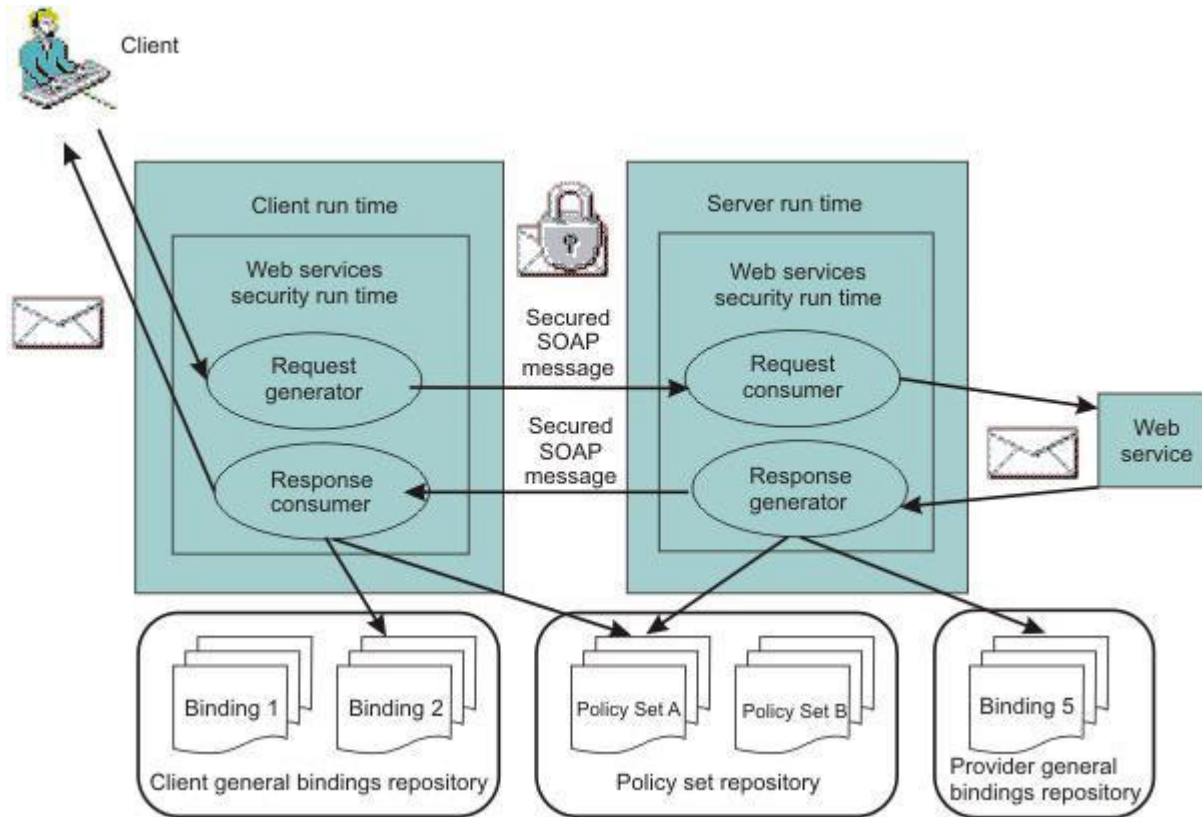 Client
Client run time
Web services
security run time
Request
generator
Response
consumer
Secured
SOAP
message
Secured
SOAP
message
Server run time
Web services
security run time
Request
consumer
Response
generator
Web
service
Binding 1
Binding 2
Client general bindings repository
Policy Set A
Policy Set B
Policy set repository
Binding 5
Provider general
bindings repository